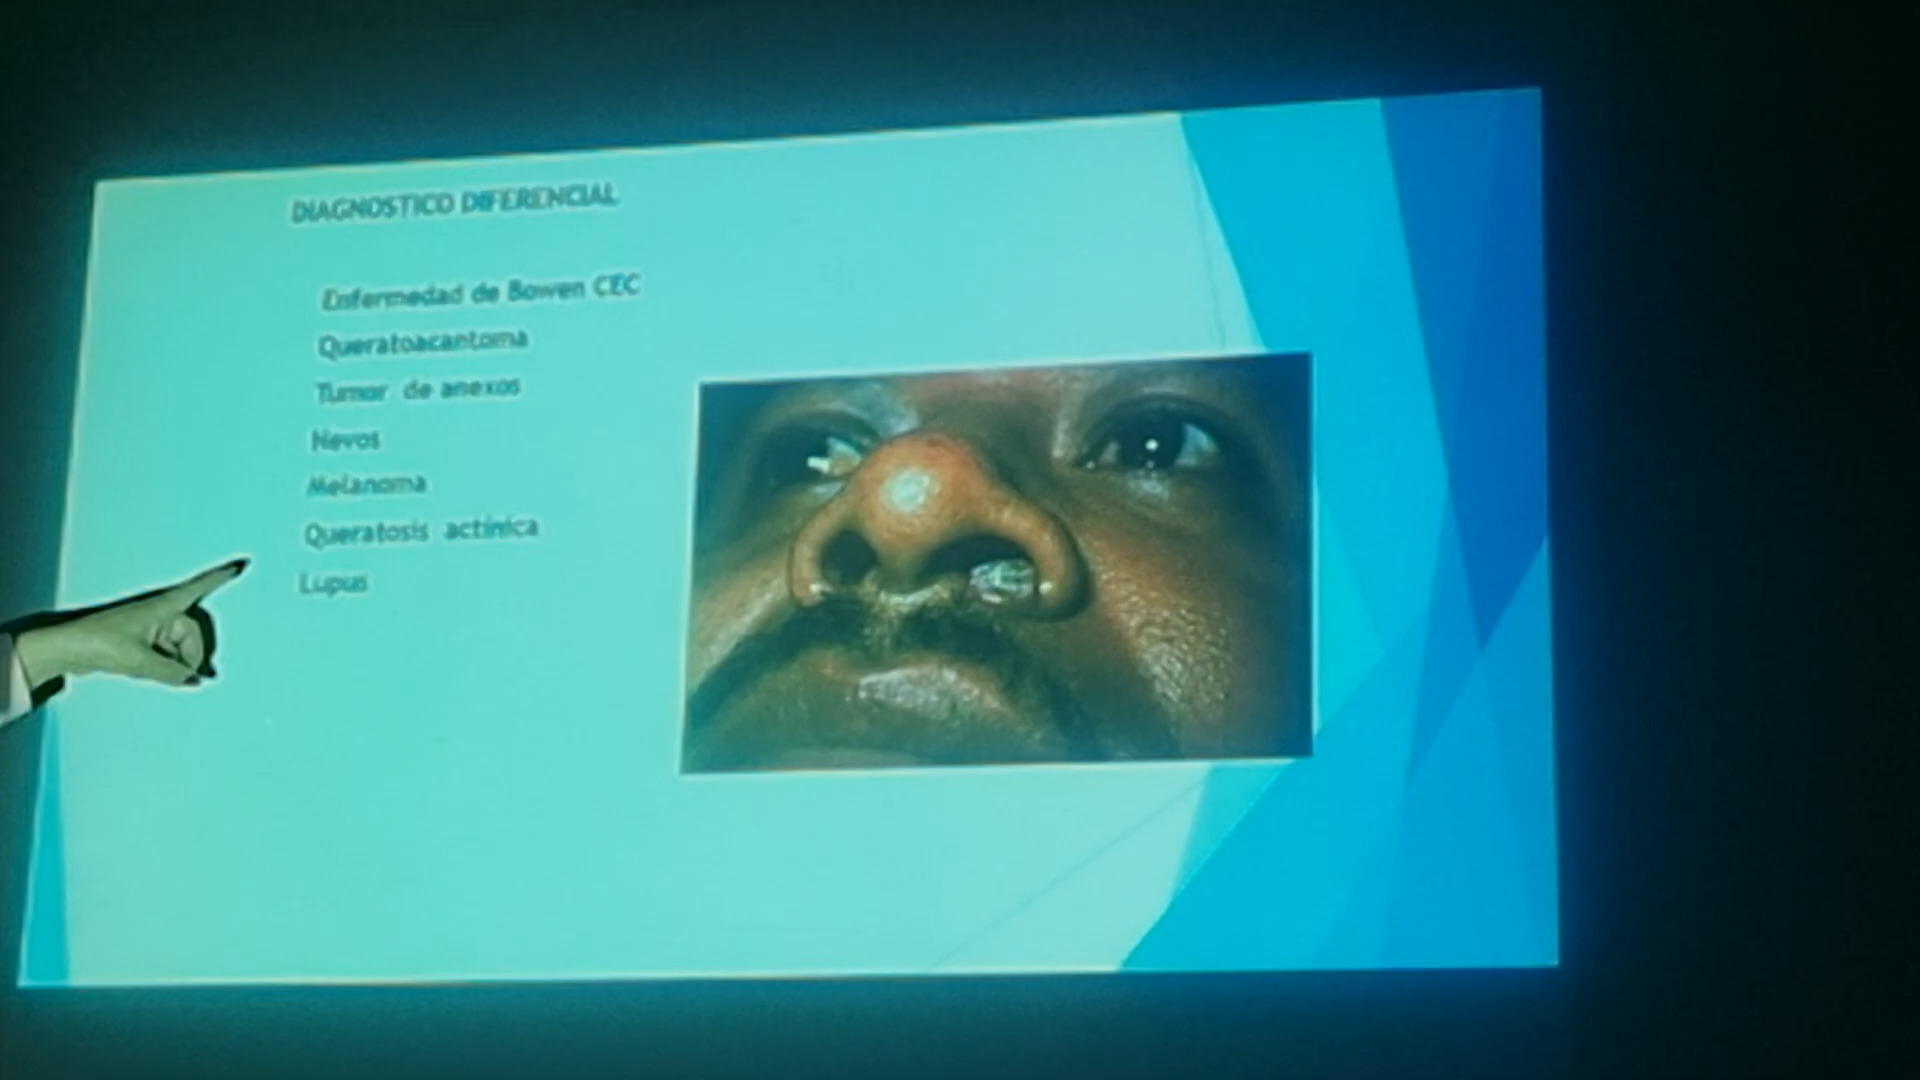 DIAGNOSTICO DIFERENCIAL
Enfermedad de Bowen CEC
Queratoacantoma
Tumor de anexos
Nevos
Melanoma
Queratosis actínica
Lupus